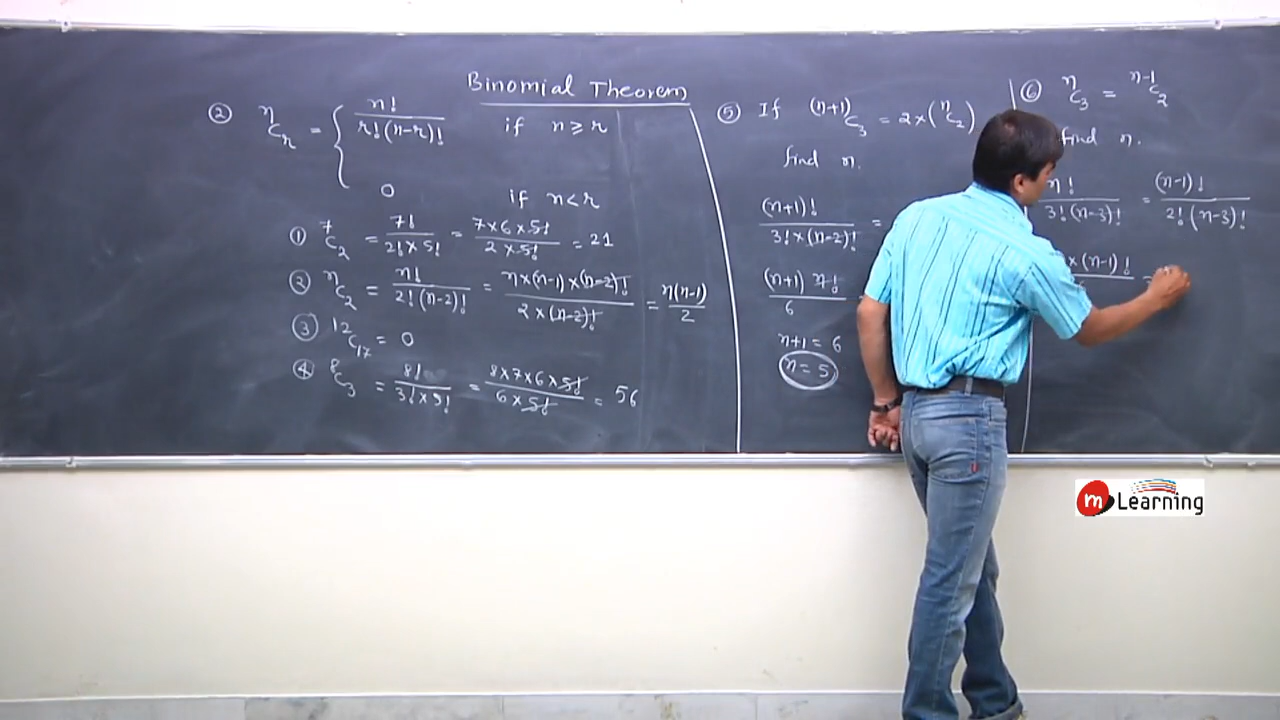 Binomial Theorem
② ⁿCᵣ = { n! / r!(n-r)! if n ≥ r
0 if n < r
① ⁷C₂ = 7! / 2! × 5! = 7×6×5! / 2×5! = 21
② ⁿC₂ = n! / 2!(n-2)! = n×(n-1)×(n-2)! / 2×(n-2)! = n(n-1) / 2
③ ¹²C₁₇ = 0
④ ⁸C₃ = 8! / 3!×5! = 8×7×6×5! / 6×5! = 56
⑤ If ⁽ⁿ⁺¹⁾C₃ = 2×(ⁿC₂)
find n.
(n+1)! / 3!×(n-2)! =
(n+1) n! / 6
n+1 = 6
n = 5
⑥ ⁿC₃ = ⁿ⁻¹C₂
find n.
n! / 3!(n-3)! = (n-1)! / 2!(n-3)!
×(n-1)! =
m Learning